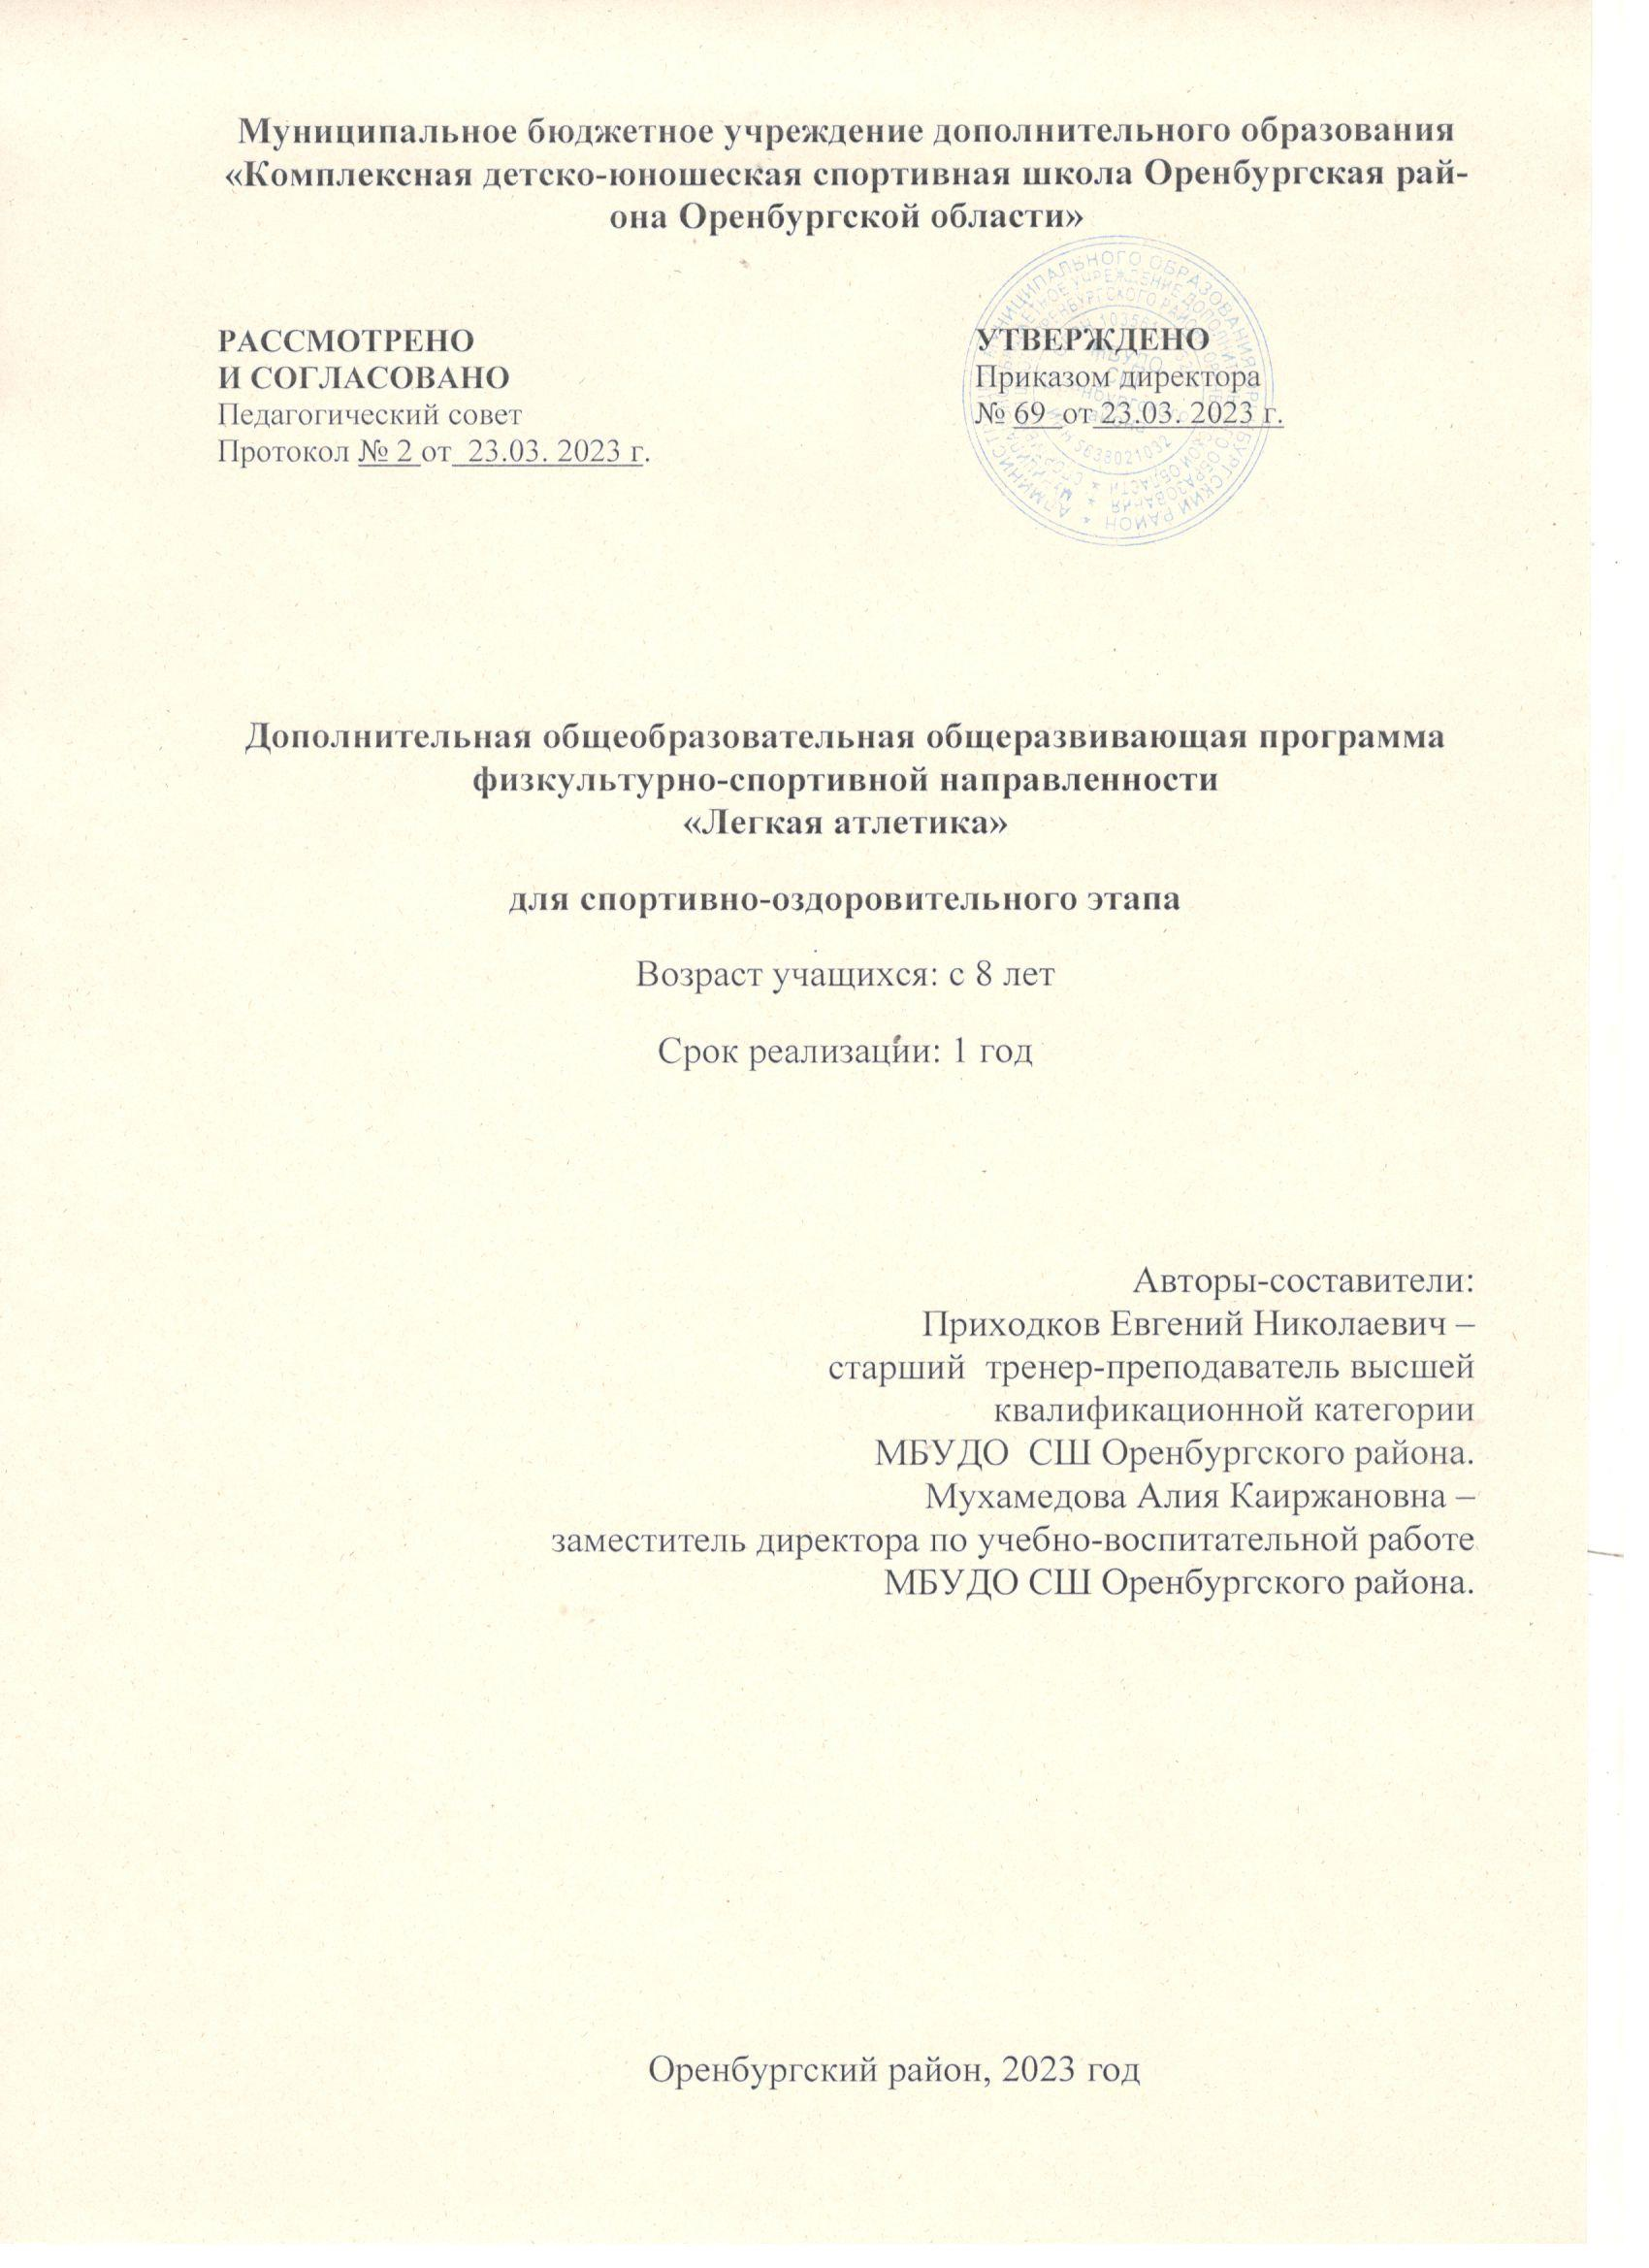 Муниципальное бюджетное учреждение дополнительного образования
«Комплексная детско-юношеская спортивная школа Оренбургская рай-
она Оренбургской области»
РАССМОТРЕНО
И СОГЛАСОВАНО
Педагогический совет
Протокол № 2 от 23.03. 2023 г.
УТВЕРЖДЕНО
Приказом директора
№ 69 от 23.03. 2023 г.
5638021032
Дополнительная общеобразовательная общеразвивающая программа
физкультурно-спортивной направленности
«Легкая атлетика»
для спортивно-оздоровительного этапа
Возраст учащихся: с 8 лет
Срок реализации: 1 год
Авторы-составители:
Приходков Евгений Николаевич –
старший тренер-преподаватель высшей
квалификационной категории
МБУДО СШ Оренбургского района.
Мухамедова Алия Каиржановна –
заместитель директора по учебно-воспитательной работе
МБУДО СШ Оренбургского района.
Оренбургский район, 2023 год